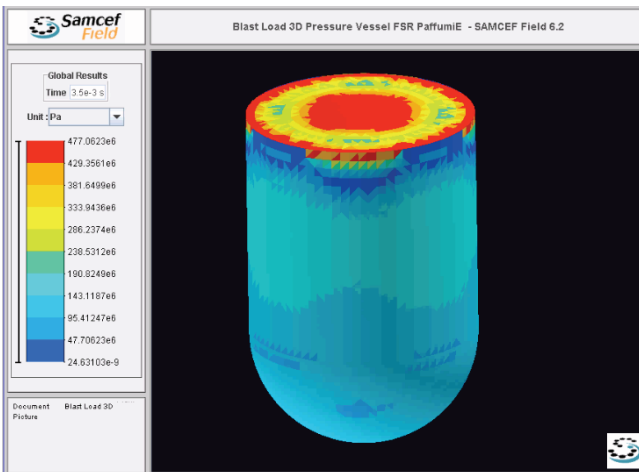 Samcef
Field
Blast Load 3D Pressure Vessel FSR PaffumiE - SAMCEF Field 6.2
Global Results
Time 3.5e-3 s
Unit : Pa
477.0623e6
429.3561e6
381.6499e6
333.9436e6
286.2374e6
238.5312e6
190.8249e6
143.1187e6
95.41247e6
47.70623e6
24.63103e-9
Document Blast Load 3D
Picture